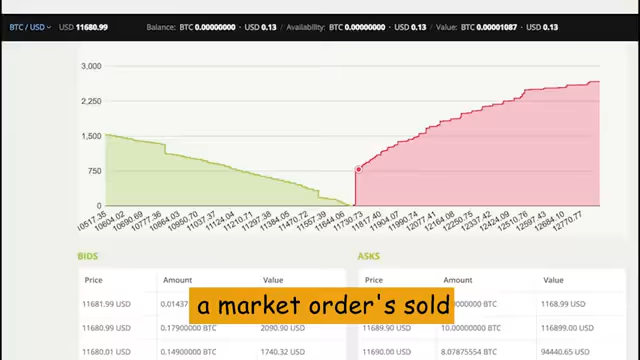 BTC / USD USD 11680.99 Balance: BTC 0.00000000 · USD 0.13 / Availability: BTC 0.00000000 · USD 0.13 / Value: BTC 0.00001087 · USD 0.13
3,000
2,250
1,500
750
0
10517.35 10604.02 10690.69 10777.36 10864.03 10950.70 11037.37 11124.04 11210.71 11297.38 11384.05 11470.72 11557.39 11644.06 11730.73 11817.40 11904.07 11990.74 12077.41 12164.08 12250.75 12337.42 12424.09 12510.76 12597.43 12684.10 12770.77
BIDS ASKS
Price Amount Value Price Amount Value
11681.99 USD 0.01437 BTC 1168.99 USD
a market order's sold
11680.99 USD 0.17900000 BTC 2090.90 USD 11689.90 USD 10.00000000 BTC 116899.00 USD
11680.01 USD 0.14900000 BTC 1740.32 USD 11690.00 USD 8.07875554 BTC 94440.65 USD